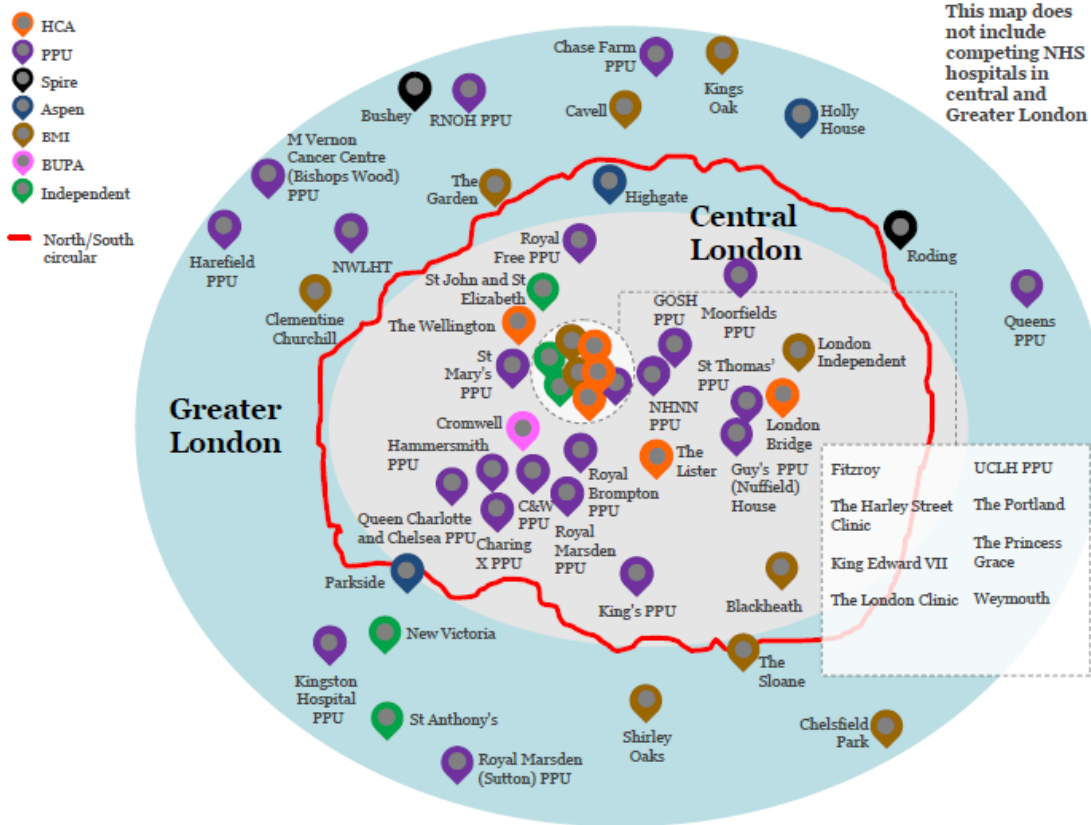 HCA
PPU
Spire
Aspen
BMI
BUPA
Independent
North/South
circular
This map does
not include
competing NHS
hospitals in
central and
Greater London
Chase Farm
PPU
Kings
Oak
Bushey
RNOH PPU
Cavell
Holly
House
M Vernon
Cancer Centre
(Bishops Wood)
PPU
The
Garden
Highgate
Central
London
Harefield
PPU
NWLHT
Royal
Free PPU
Roding
Clementine
Churchill
St John and St
Elizabeth
GOSH
PPU
Moorfields
PPU
Queens
PPU
The Wellington
St
Mary's
PPU
St Thomas'
PPU
London
Independent
NHNN
PPU
London
Bridge
Greater
London
Cromwell
Hammersmith
PPU
The
Lister
Guy's PPU
(Nuffield)
House
Royal
Brompton
PPU
C&W
PPU
Queen Charlotte
and Chelsea PPU
Charing
X PPU
Royal
Marsden
PPU
Fitzroy
UCLH PPU
The Harley Street
Clinic
The Portland
King Edward VII
The Princess
Grace
The London Clinic
Weymouth
Parkside
King's PPU
Blackheath
New Victoria
Kingston
Hospital
PPU
The
Sloane
St Anthony's
Shirley
Oaks
Chelsfield
Park
Royal Marsden
(Sutton) PPU